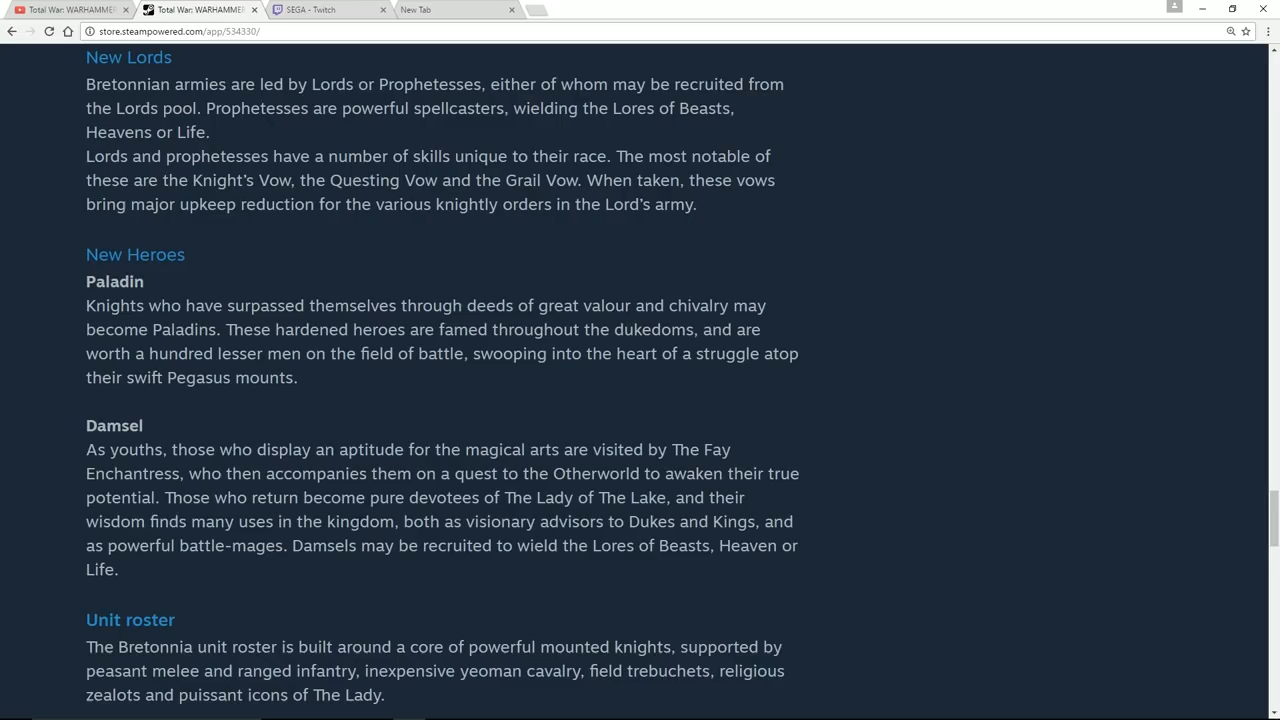 Total War: WARHAMMER
Total War: WARHAMMER
SEGA - Twitch
New Tab
store.steampowered.com/app/534330/
New Lords
Bretonnian armies are led by Lords or Prophetesses, either of whom may be recruited from
the Lords pool. Prophetesses are powerful spellcasters, wielding the Lores of Beasts,
Heavens or Life.
Lords and prophetesses have a number of skills unique to their race. The most notable of
these are the Knight’s Vow, the Questing Vow and the Grail Vow. When taken, these vows
bring major upkeep reduction for the various knightly orders in the Lord’s army.
New Heroes
Paladin
Knights who have surpassed themselves through deeds of great valour and chivalry may
become Paladins. These hardened heroes are famed throughout the dukedoms, and are
worth a hundred lesser men on the field of battle, swooping into the heart of a struggle atop
their swift Pegasus mounts.
Damsel
As youths, those who display an aptitude for the magical arts are visited by The Fay
Enchantress, who then accompanies them on a quest to the Otherworld to awaken their true
potential. Those who return become pure devotees of The Lady of The Lake, and their
wisdom finds many uses in the kingdom, both as visionary advisors to Dukes and Kings, and
as powerful battle-mages. Damsels may be recruited to wield the Lores of Beasts, Heaven or
Life.
Unit roster
The Bretonnia unit roster is built around a core of powerful mounted knights, supported by
peasant melee and ranged infantry, inexpensive yeoman cavalry, field trebuchets, religious
zealots and puissant icons of The Lady.